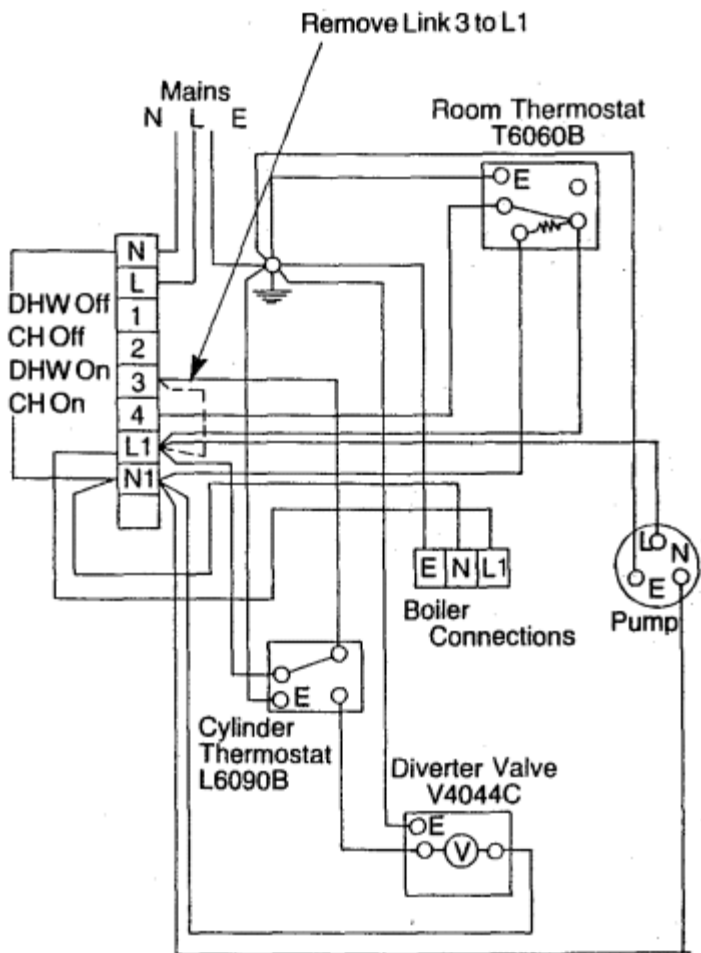 Remove Link 3 to L1
Mains
N L E
Room Thermostat
T6060B
E
N
L
DHW Off
1
CH Off
2
DHW On
3
CH On
4
L1
N1
E N L1
Boiler
Connections
L N
E
Pump
E
Cylinder
Thermostat
L6090B
Diverter Valve
V4044C
E
V